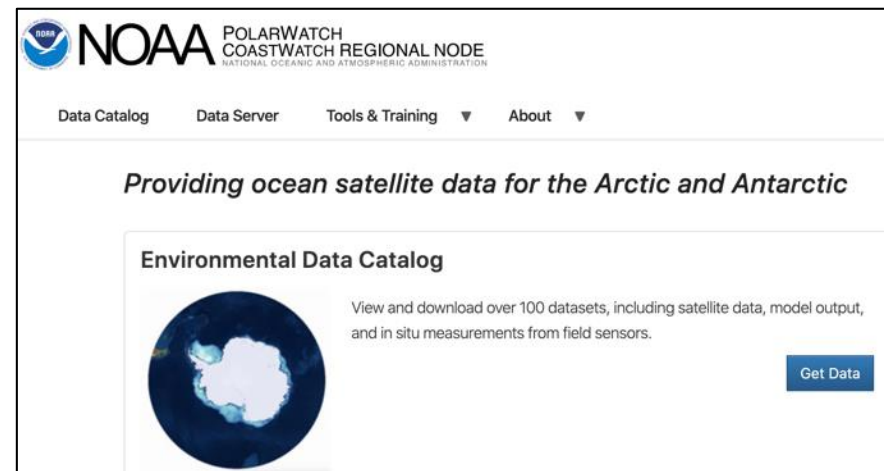 NOAA
NOAA
POLARWATCH
COASTWATCH REGIONAL NODE
NATIONAL OCEANIC AND ATMOSPHERIC ADMINISTRATION
Data Catalog Data Server Tools & Training ▼ About ▼
Providing ocean satellite data for the Arctic and Antarctic
Environmental Data Catalog
View and download over 100 datasets, including satellite data, model output,
and in situ measurements from field sensors.
Get Data